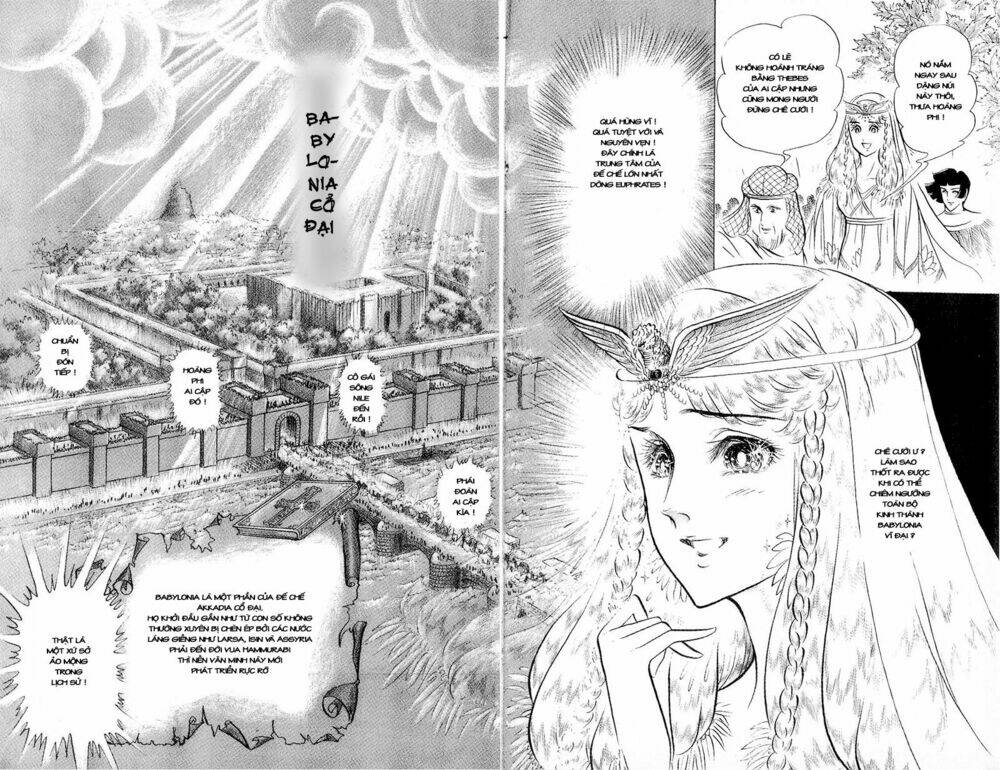 NÓ NẰM
NGAY SAU
DẶNG NÚI
NÀY THÔI,
THƯA HOÀNG
PHI !
CÓ LẼ
KHÔNG HOÀNH TRÁNG
BẰNG THEBES
CỦA AI CẬP NHƯNG
CŨNG MONG NGƯỜI
ĐỪNG CHÊ CƯỜI !
QUÁ HÙNG VĨ !
QUÁ TUYỆT VỜI VÀ
NGUYÊN VẸN !
ĐÂY CHÍNH LÀ
TRUNG TÂM CỦA
ĐẾ CHẾ LỚN NHẤT
DÒNG EUPHRATES !
CHÊ CƯỜI Ư ?
LÀM SAO
THỐT RA ĐƯỢC
KHI CÓ THỂ
CHIÊM NGƯỠNG
TOÀN BỘ
KINH THÀNH
BABYLONIA
VĨ ĐẠI ?
BA-
BY
LO-
NIA
CỔ
ĐẠI
CÔ GÁI
SÔNG
NILE
ĐẾN
RỒI !
HOÀNG
PHI
AI CẬP
ĐÓ !
CHUẨN
BỊ
ĐÓN
TIẾP !
PHÁI
ĐOÀN
AI CẬP
KÌA !
BABYLONIA LÀ MỘT PHẦN CỦA ĐẾ CHẾ
AKKADIA CỔ ĐẠI.
HỌ KHỞI ĐẦU GẦN NHƯ TỪ CON SỐ KHÔNG
THƯỜNG XUYÊN BỊ CHÈN ÉP BỞI CÁC NƯỚC
LÁNG GIỀNG NHƯ LARSA, ISIN VÀ ASSYRIA
PHẢI ĐẾN ĐỜI VUA HAMMURABI
THÌ NỀN VĂN MINH NÀY MỚI
PHÁT TRIỂN RỰC RỠ
THẬT LÀ
MỘT XỨ SỞ
ẢO MỘNG
TRONG
LỊCH SỬ !